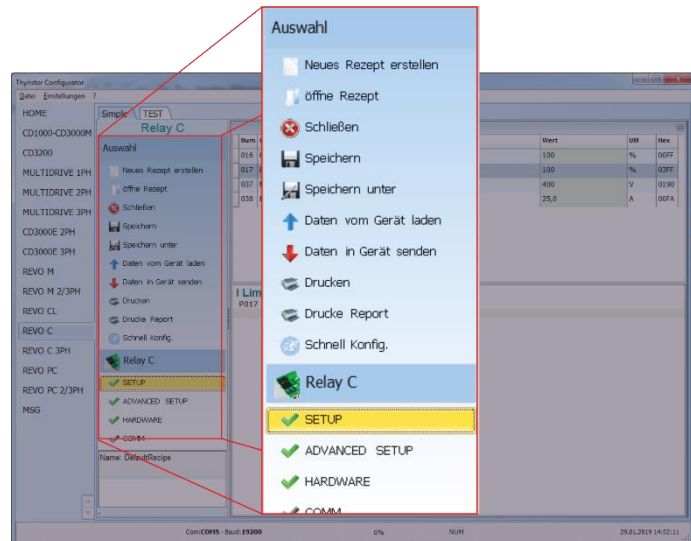 Thyristor Configurator
Datei Einstellungen ?
HOME
CD1000-CD3000M
CD3200
MULTIDRIVE 1PH
MULTIDRIVE 2PH
MULTIDRIVE 3PH
CD3000E 2PH
CD3000E 3PH
REVO M
REVO M 2/3PH
REVO CL
REVO C
REVO C 3PH
REVO PC
REVO PC 2/3PH
MSG
Simple TEST
Relay C
Auswahl
Neues Rezept erstellen
öffne Rezept
Schließen
Speichern
Speichern unter
Daten vom Gerät laden
Daten in Gerät senden
Drucken
Drucke Report
Schnell Konfig.
Relay C
SETUP
ADVANCED SETUP
HARDWARE
COMM
Name: DefaultRecipe
Auswahl
Neues Rezept erstellen
öffne Rezept
Schließen
Speichern
Speichern unter
Daten vom Gerät laden
Daten in Gerät senden
Drucken
Drucke Report
Schnell Konfig.
Relay C
SETUP
ADVANCED SETUP
HARDWARE
COMM
Num Wert UM Hex
016 100 % 00FF
017 100 % 03FF
037 400 V 0190
038 25,0 A 00FA
I Lim
P017
Com:COM5 - Baud:19200 0% NUM 29.01.2019 14:52:11